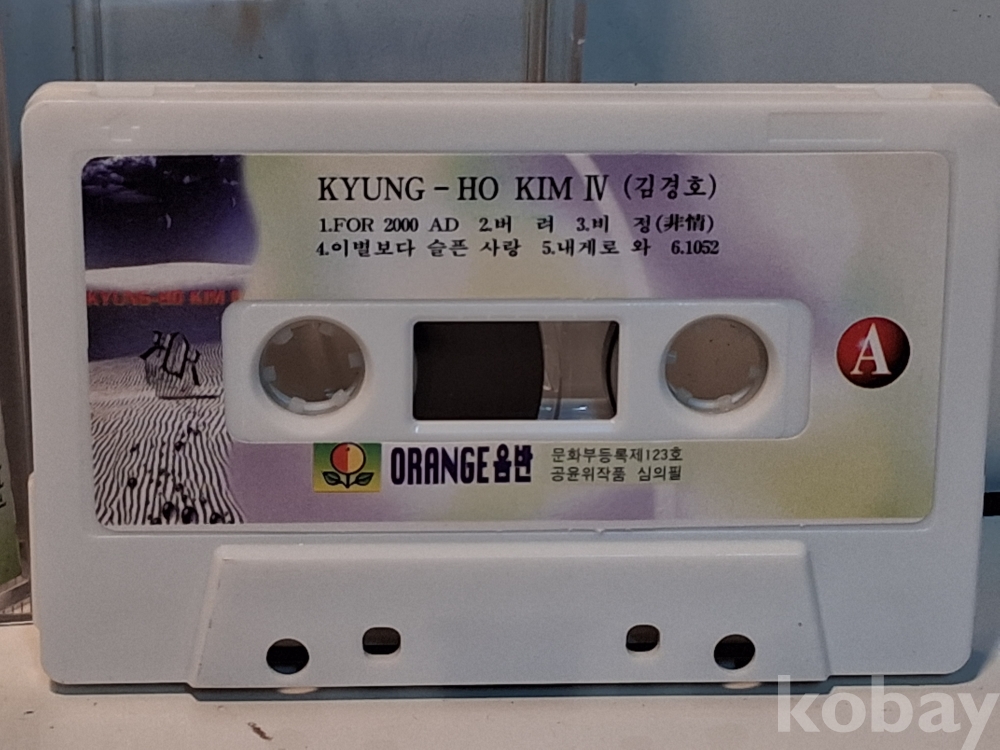 KYUNG-HO KIM Ⅳ (김경호)
1.FOR 2000 AD 2.버 려 3.비 정(非情)
4.이별보다 슬픈 사랑 5.내게로 와 6.1052
KYUNG-HO KIM
A
ORANGE음반
문화부등록제123호
공윤위작품 심의필
kobay